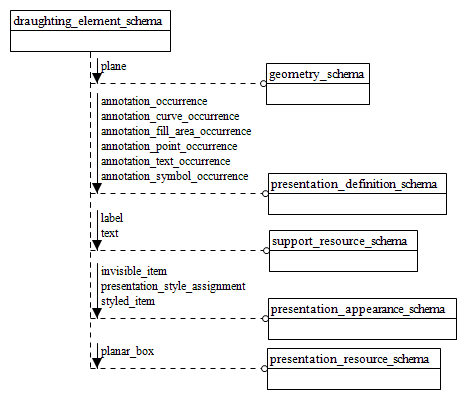 draughting_element_schema
plane
geometry_schema
annotation_occurrence
annotation_curve_occurrence
annotation_fill_area_occurrence
annotation_point_occurrence
annotation_text_occurrence
annotation_symbol_occurrence
presentation_definition_schema
label
text
support_resource_schema
invisible_item
presentation_style_assignment
styled_item
presentation_appearance_schema
planar_box
presentation_resource_schema